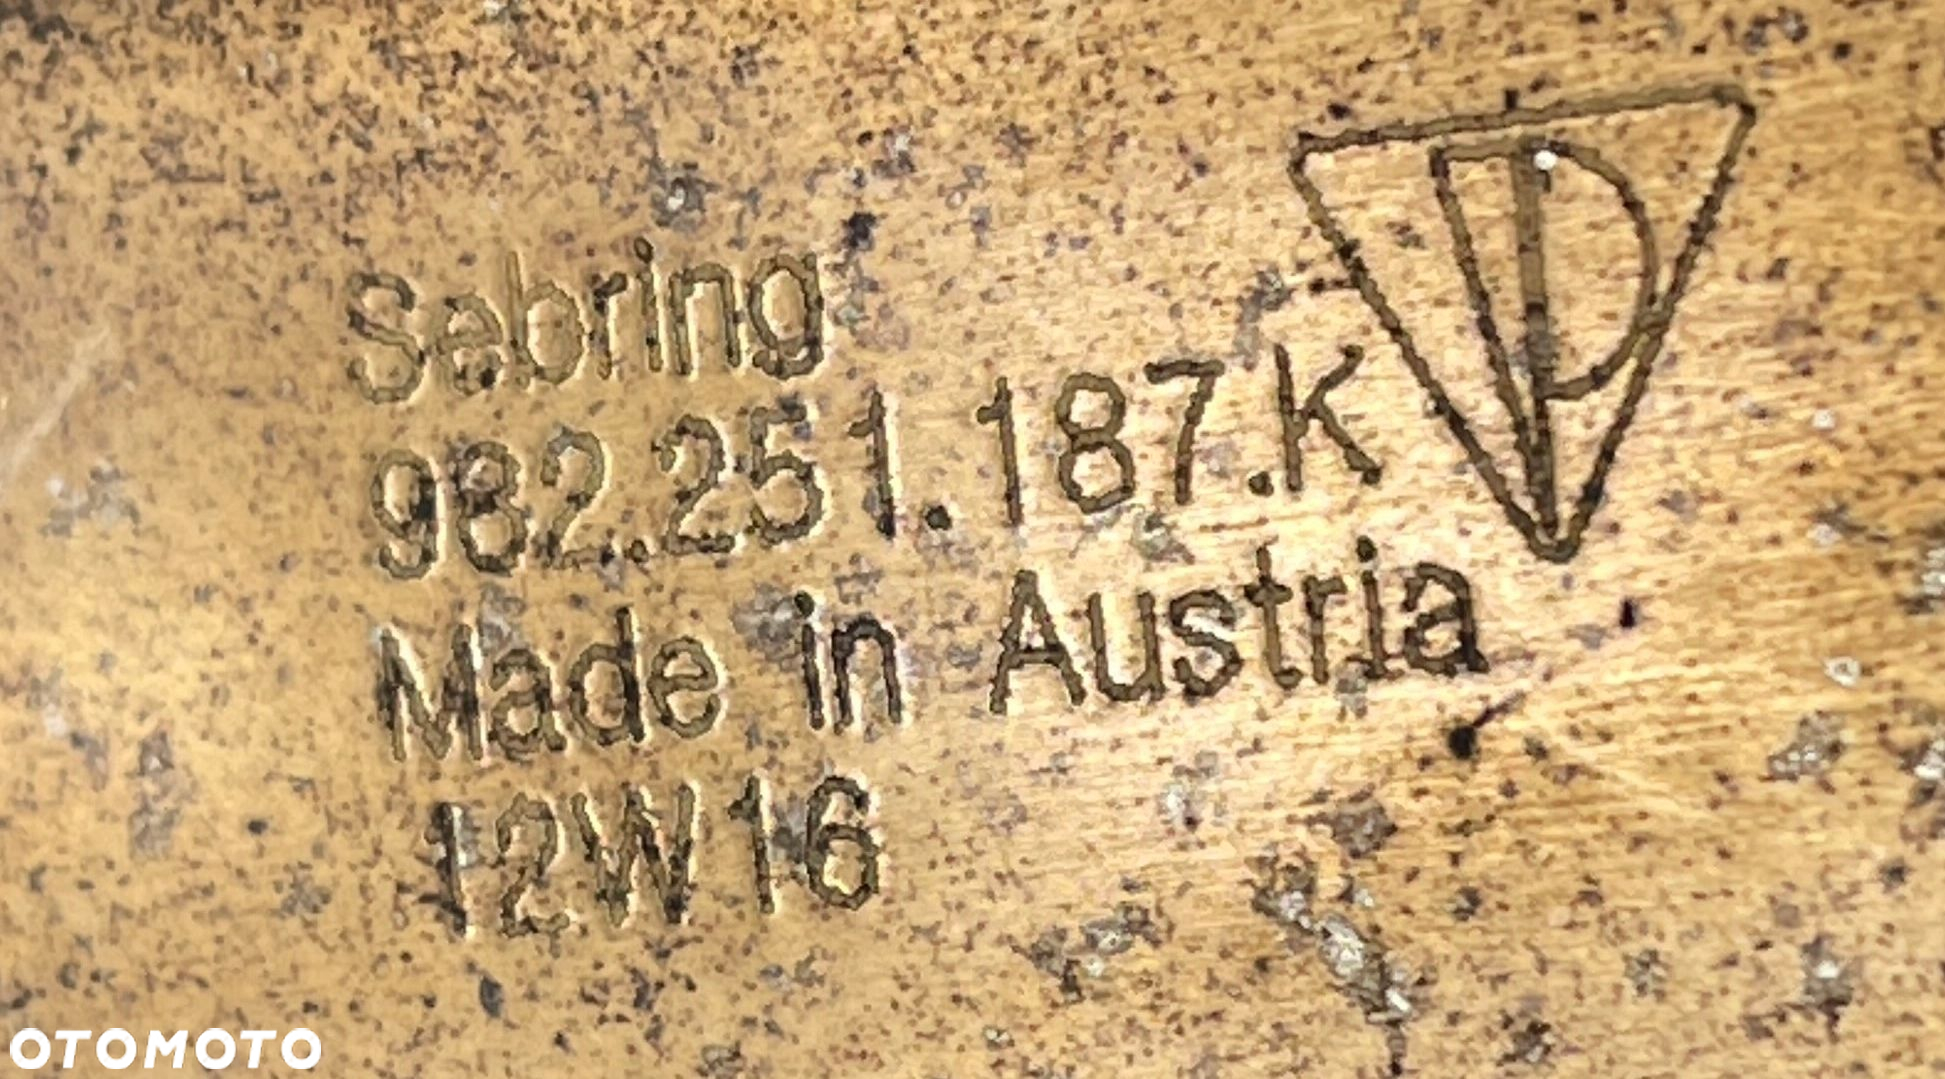 Sebring
982.251.187.K
Made in Austria
12W16
OTOMOTO